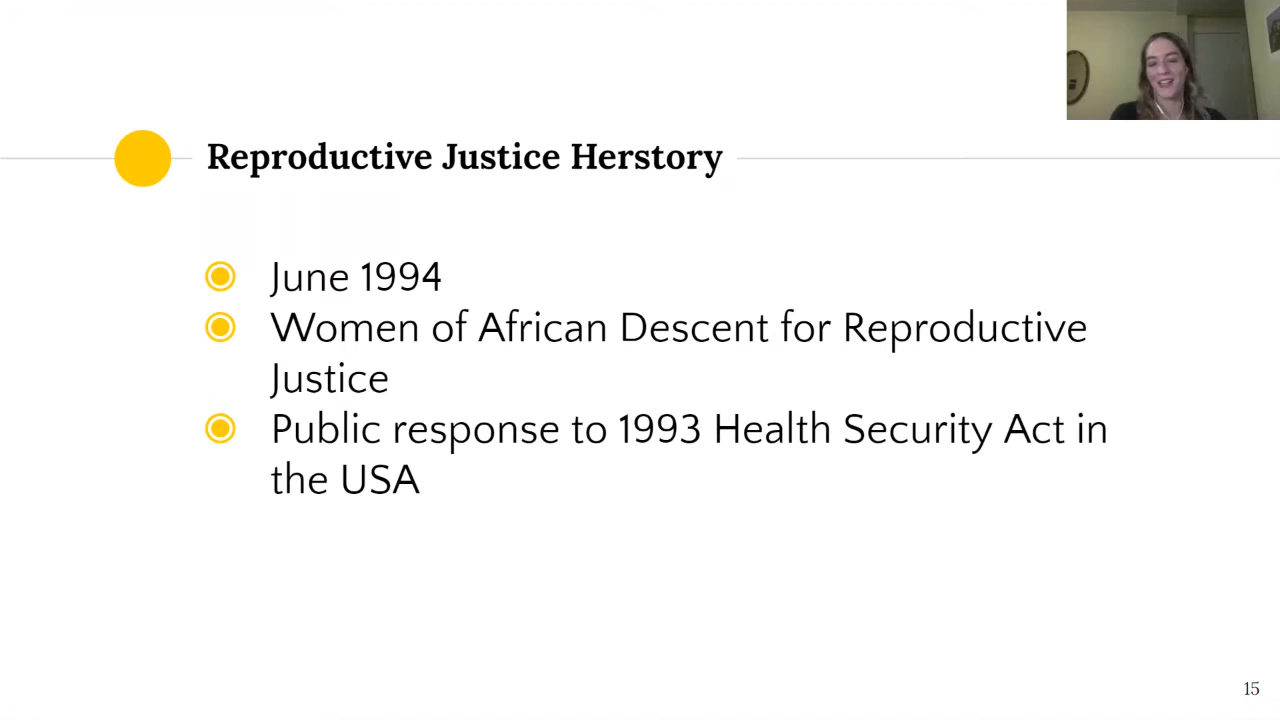 Reproductive Justice Herstory
June 1994
Women of African Descent for Reproductive
Justice
Public response to 1993 Health Security Act in
the USA
15